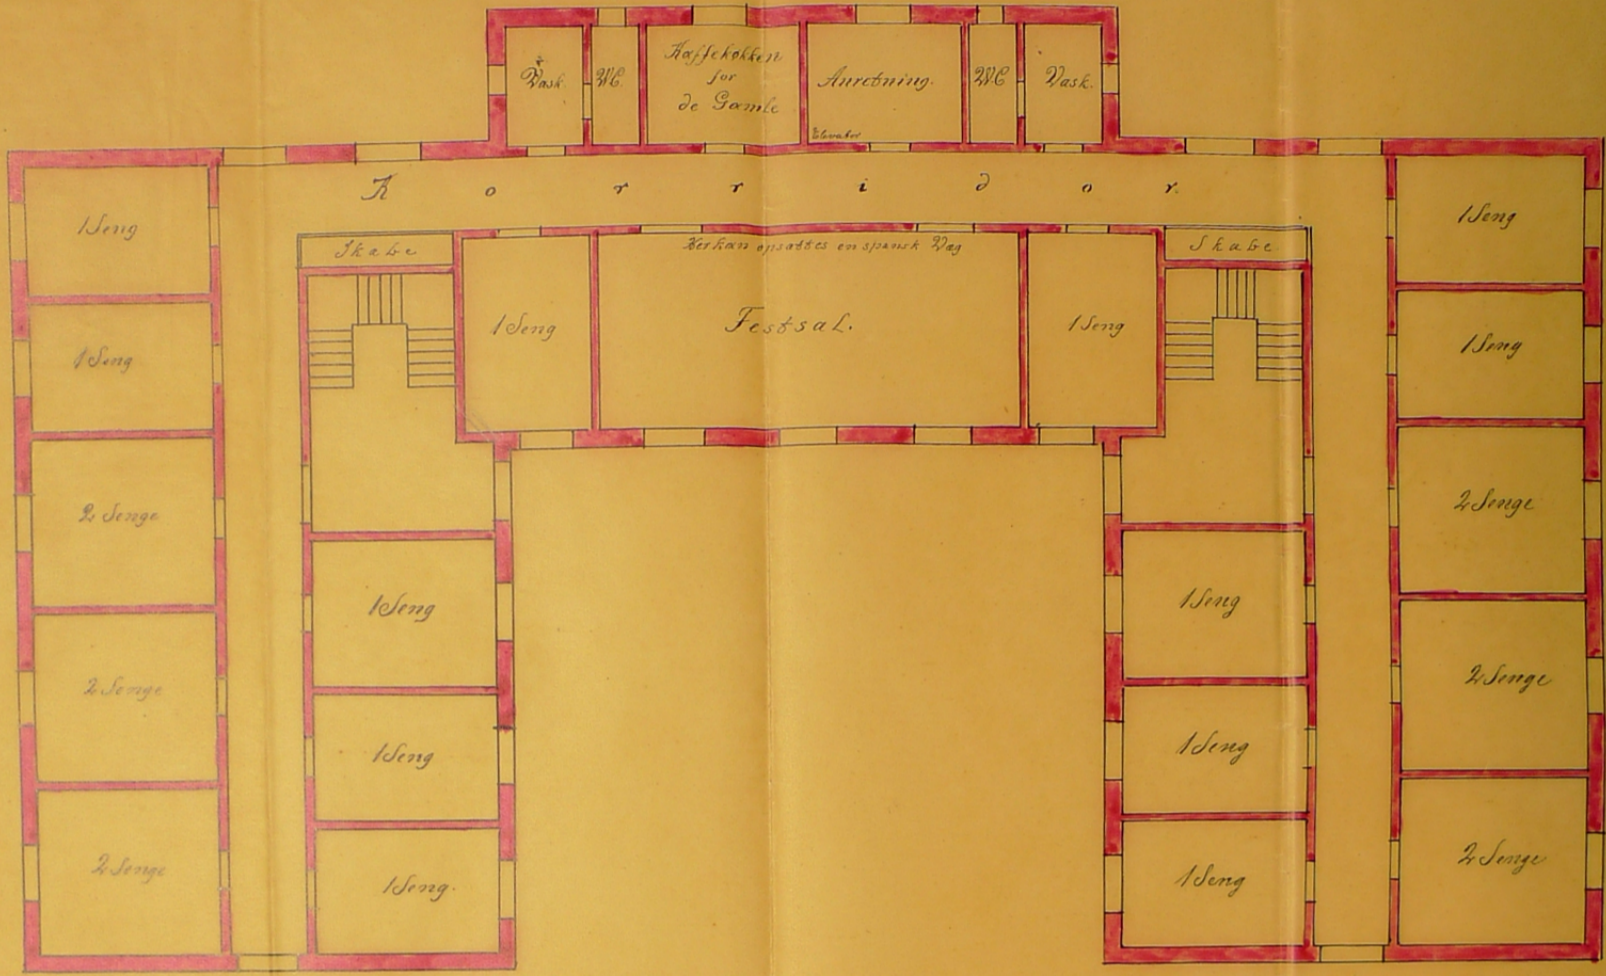 Vask.
WC.
Kaffekøkken
for
de Gamle
Anretning.
Elevator
WC
Vask.
Korridor.
1 Seng
Skabe
Her kan opsættes en spansk Væg
Skabe
1 Seng
1 Seng
1 Seng
Festsal.
1 Seng
1 Seng
2 Senge
2 Senge
1 Seng
1 Seng
2 Senge
2 Senge
1 Seng
1 Seng
2 Senge
2 Senge
1 Seng.
1 Seng